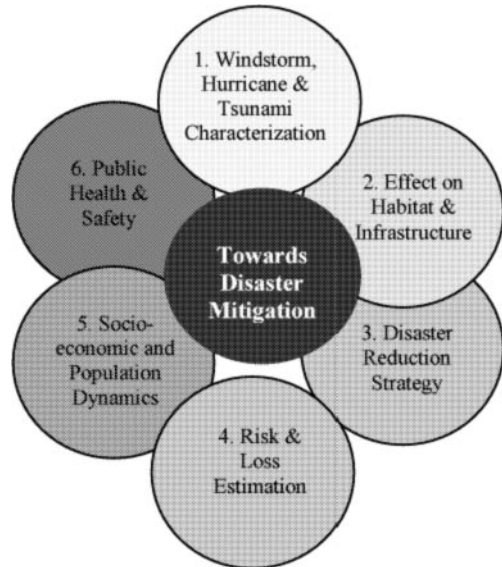 1. Windstorm,
Hurricane &
Tsunami
Characterization
2. Effect on
Habitat &
Infrastructure
3. Disaster
Reduction
Strategy
4. Risk &
Loss
Estimation
5. Socio-
economic and
Population
Dynamics
6. Public
Health &
Safety
Towards
Disaster
Mitigation